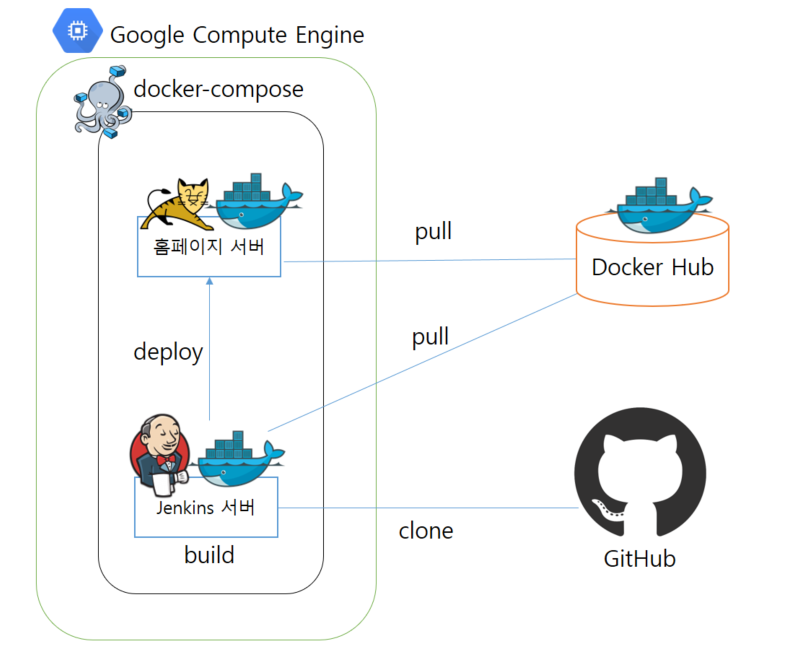 Google Compute Engine
docker-compose
홈페이지 서버
pull
Docker Hub
deploy
pull
Jenkins 서버
clone
build
GitHub